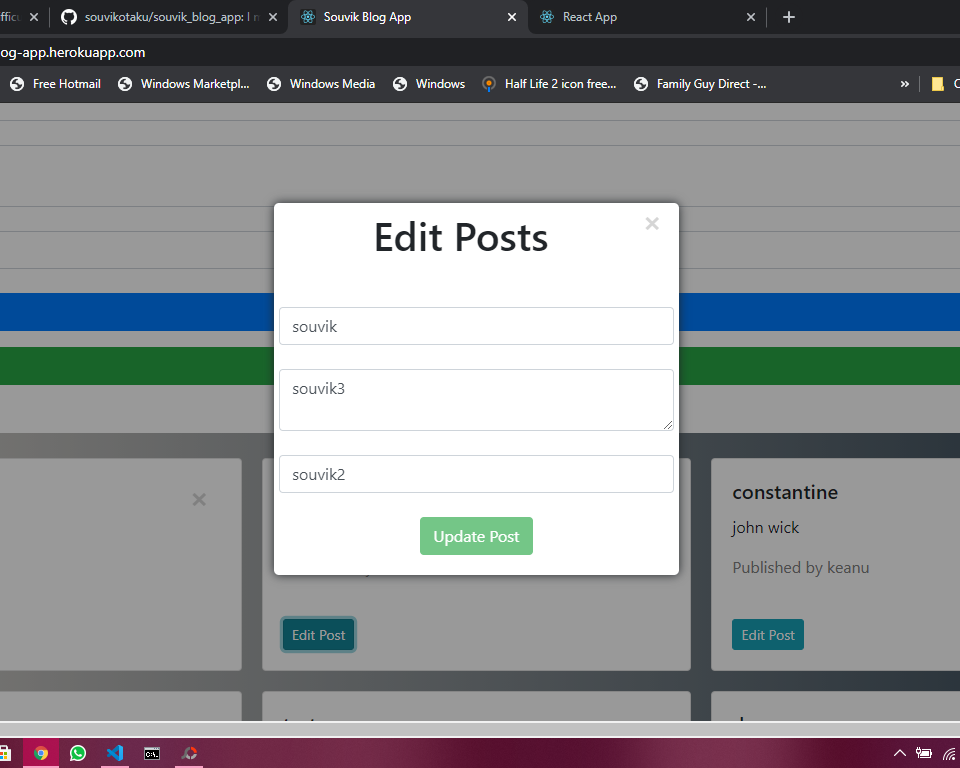 souvikotaku/souvik_blog_app: I
Souvik Blog App
React App
og-app.herokuapp.com
Free Hotmail
Windows Marketpl...
Windows Media
Windows
Half Life 2 icon free...
Family Guy Direct -...
»
Edit Posts
souvik
souvik3
souvik2
Update Post
constantine
john wick
Published by keanu
Edit Post
Edit Post